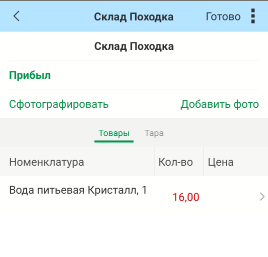 Склад Походка Готово
Склад Походка
Прибыл
Сфотографировать Добавить фото
Товары Тара
Номенклатура Кол-во Цена
Вода питьевая Кристалл, 1
16,00